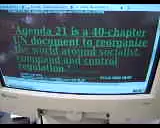 "Agenda 21 is a 40-chapter
UN document to reorganize
the world around socialist,
command and control
regulation."